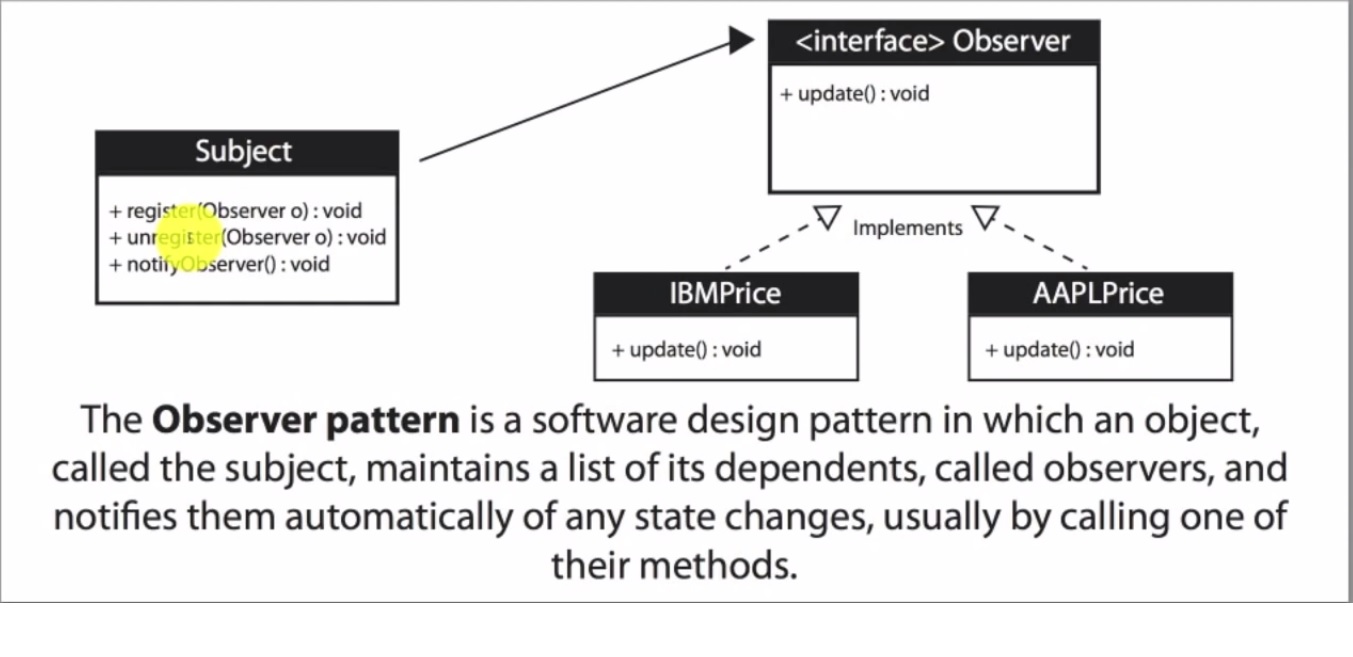 <interface> Observer
+ update() : void
Subject
+ register(Observer o) : void
+ unregister(Observer o) : void
+ notifyObserver() : void
Implements
IBMPrice
+ update() : void
AAPLPrice
+ update() : void
The Observer pattern is a software design pattern in which an object,
called the subject, maintains a list of its dependents, called observers, and
notifies them automatically of any state changes, usually by calling one of
their methods.